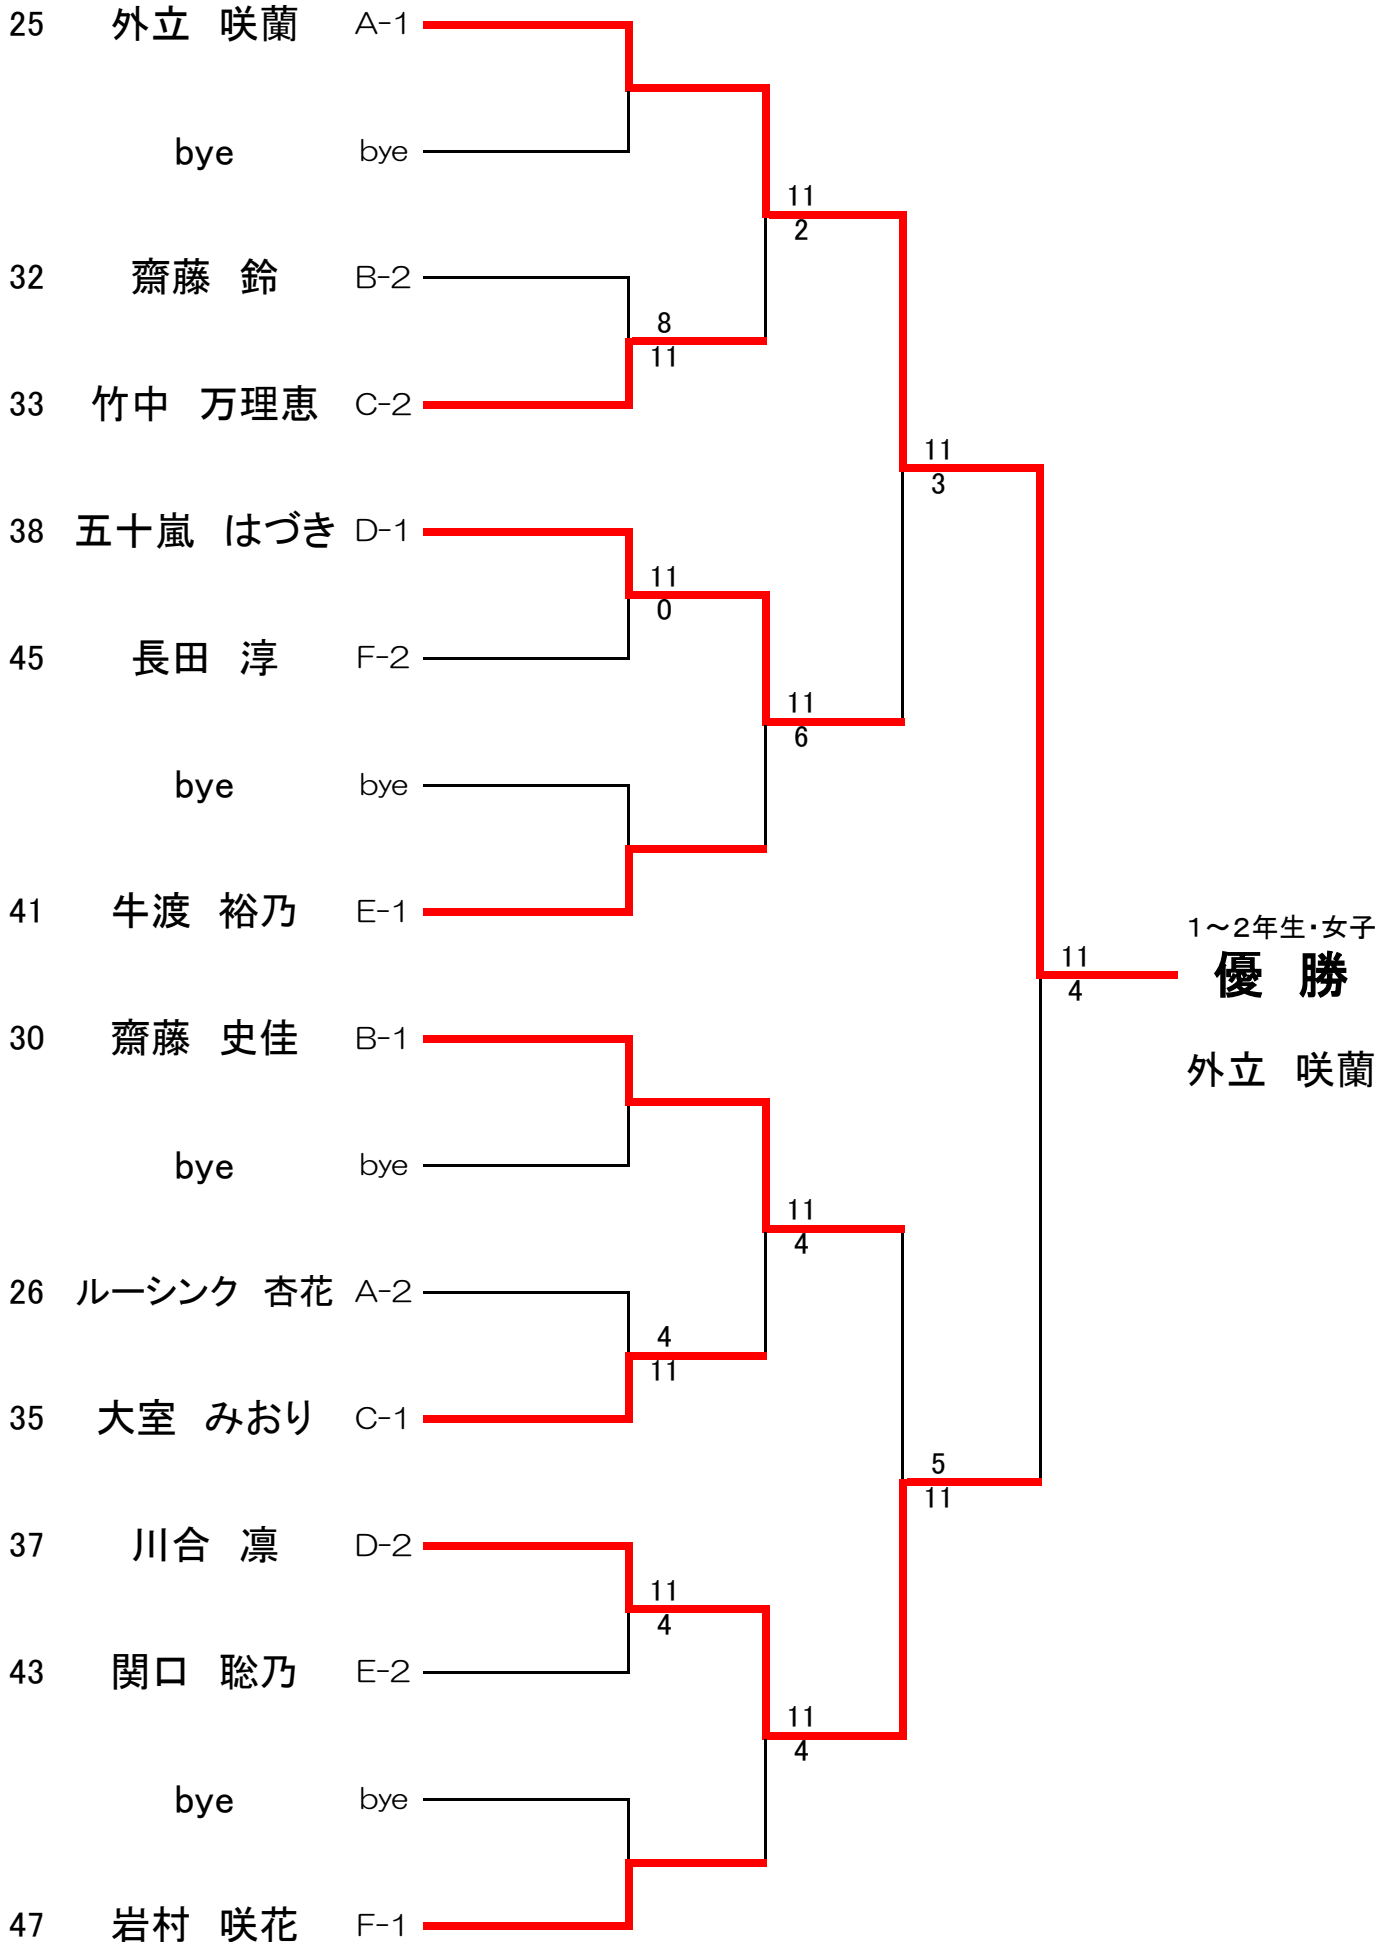 25 外立 咲蘭 A-1
bye bye
11
2
32 齋藤 鈴 B-2
8
11
33 竹中 万理恵 C-2
11
3
38 五十嵐 はづき D-1
11
0
45 長田 淳 F-2
11
6
bye bye
41 牛渡 裕乃 E-1
1～2年生・女子
11
4
優 勝
30 齋藤 史佳 B-1
外立 咲蘭
bye bye
11
4
26 ルーシンク 杏花 A-2
4
11
35 大室 みおり C-1
5
11
37 川合 凛 D-2
11
4
43 関口 聡乃 E-2
11
4
bye bye
47 岩村 咲花 F-1